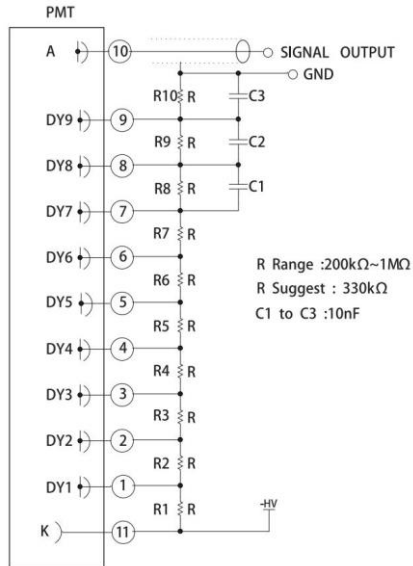 PMT
A 10 SIGNAL OUTPUT
GND
R10 R C3
DY9 9
R9 R C2
DY8 8
R8 R C1
DY7 7
R7 R
DY6 6
R6 R
DY5 5
R5 R
DY4 4
R4 R
DY3 3
R3 R
DY2 2
R2 R
DY1 1
R1 R -HV
K 11
R Range :200kΩ~1MΩ
R Suggest : 330kΩ
C1 to C3 :10nF